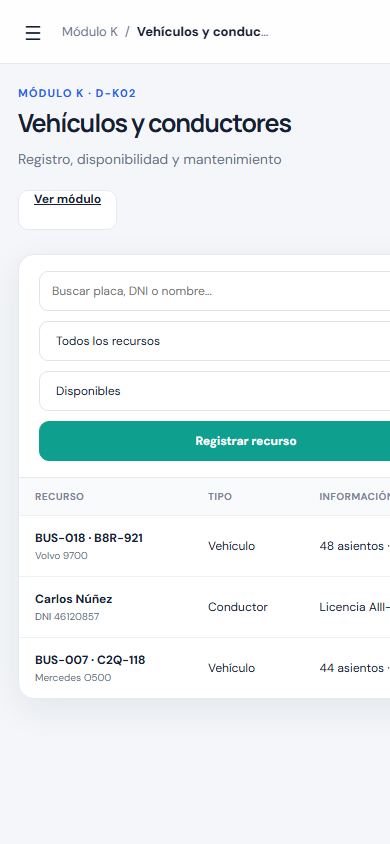 Módulo K / Vehículos y conduc…
MÓDULO K · D-K02
Vehículos y conductores
Registro, disponibilidad y mantenimiento
Ver módulo
Buscar placa, DNI o nombre…
Todos los recursos
Disponibles
Registrar recurso
RECURSO TIPO INFORMACIÓN
BUS-018 · B8R-921
Volvo 9700
Vehículo
48 asientos ·
Carlos Núñez
DNI 46120857
Conductor
Licencia AIII-
BUS-007 · C2Q-118
Mercedes O500
Vehículo
44 asientos ·